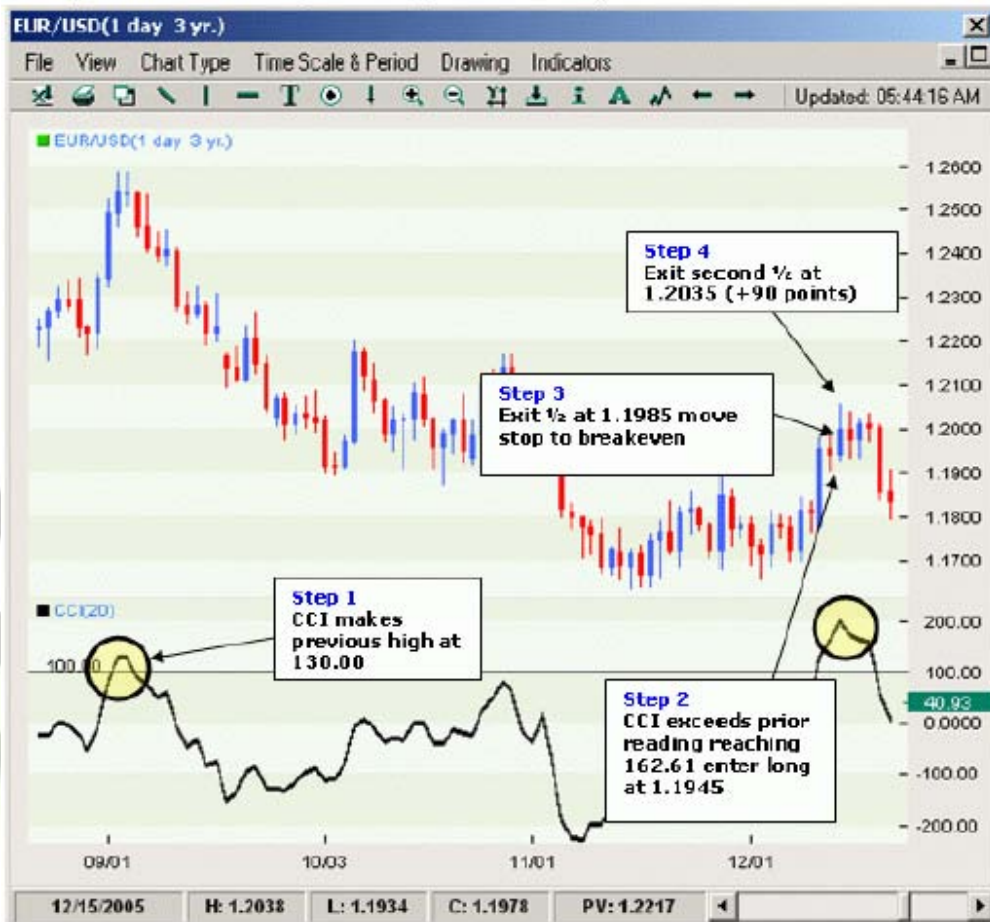 EUR/USD(1 day 3 yr.)
File View Chart Type Time Scale & Period Drawing Indicators
Updated: 05:44:16 AM
EUR/USD(1 day 3 yr.)
1.2600
1.2500
1.2400
1.2300
1.2200
1.2100
1.2000
1.1900
1.1800
1.1700
Step 4
Exit second ½ at
1.2035 (+90 points)
Step 3
Exit ½ at 1.1985 move
stop to breakeven
CCI(20)
100.00
Step 1
CCI makes
previous high at
130.00
Step 2
CCI exceeds prior
reading reaching
162.61 enter long
at 1.1945
200.00
100.00
40.93
0.0000
-100.00
-200.00
09/01 10/03 11/01 12/01
12/15/2005 H: 1.2038 L: 1.1934 C: 1.1978 PV: 1.2217